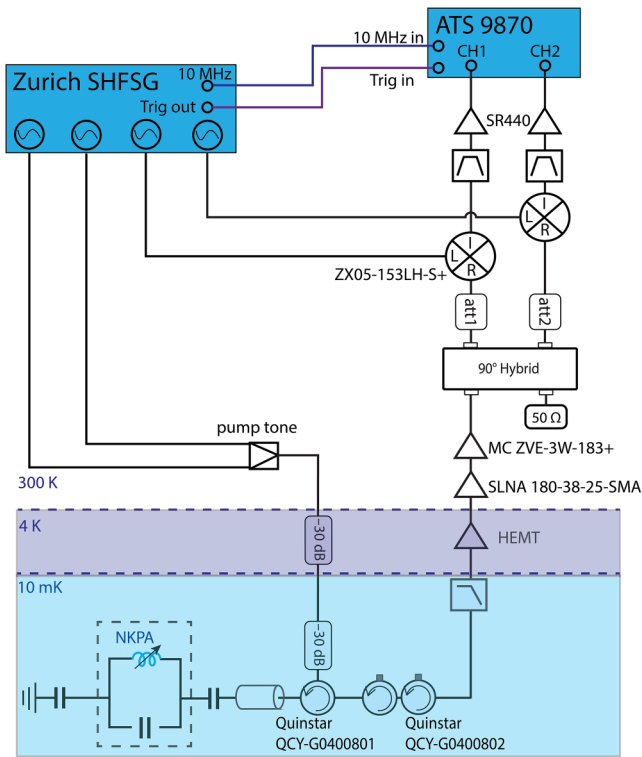 ATS 9870
10 MHz in
CH1
CH2
Zurich SHFSG
10 MHz
Trig in
Trig out
SR440
I
L
R
I
L
R
ZX05-153LH-S+
att1
att2
90° Hybrid
50 Ω
pump tone
MC ZVE-3W-183+
300 K
SLNA 180-38-25-SMA
4 K
–30 dB
HEMT
10 mK
NKPA
–30 dB
Quinstar
QCY-G0400801
Quinstar
QCY-G0400802